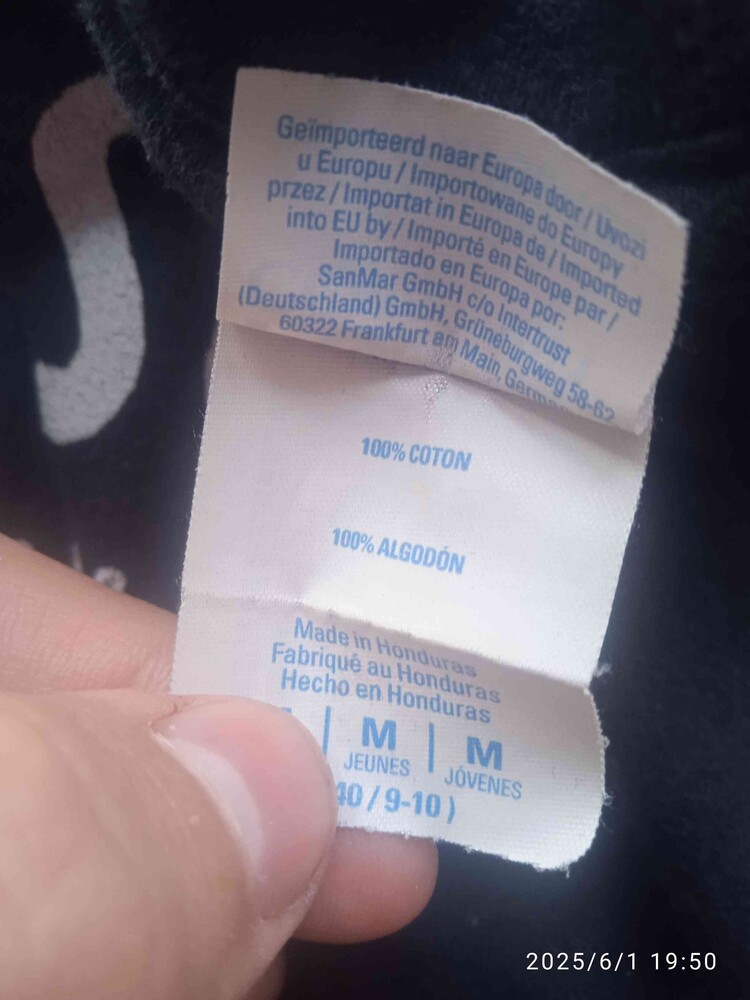 Geïmporteerd naar Europa door / Uvozi
u Europu / Importowane do Europy
przez / Importat in Europa de / Imported
into EU by / Importé en Europe par /
Importado en Europa por:
SanMar GmbH c/o Intertrust
(Deutschland) GmbH, Grüneburgweg 58-62
60322 Frankfurt am Main,
100% COTON
100% ALGODÓN
Made in Honduras
Fabriqué au Honduras
Hecho en Honduras
M | M
JEUNES | JÓVENES
40 / 9-10 )
S
2025/6/1 19:50